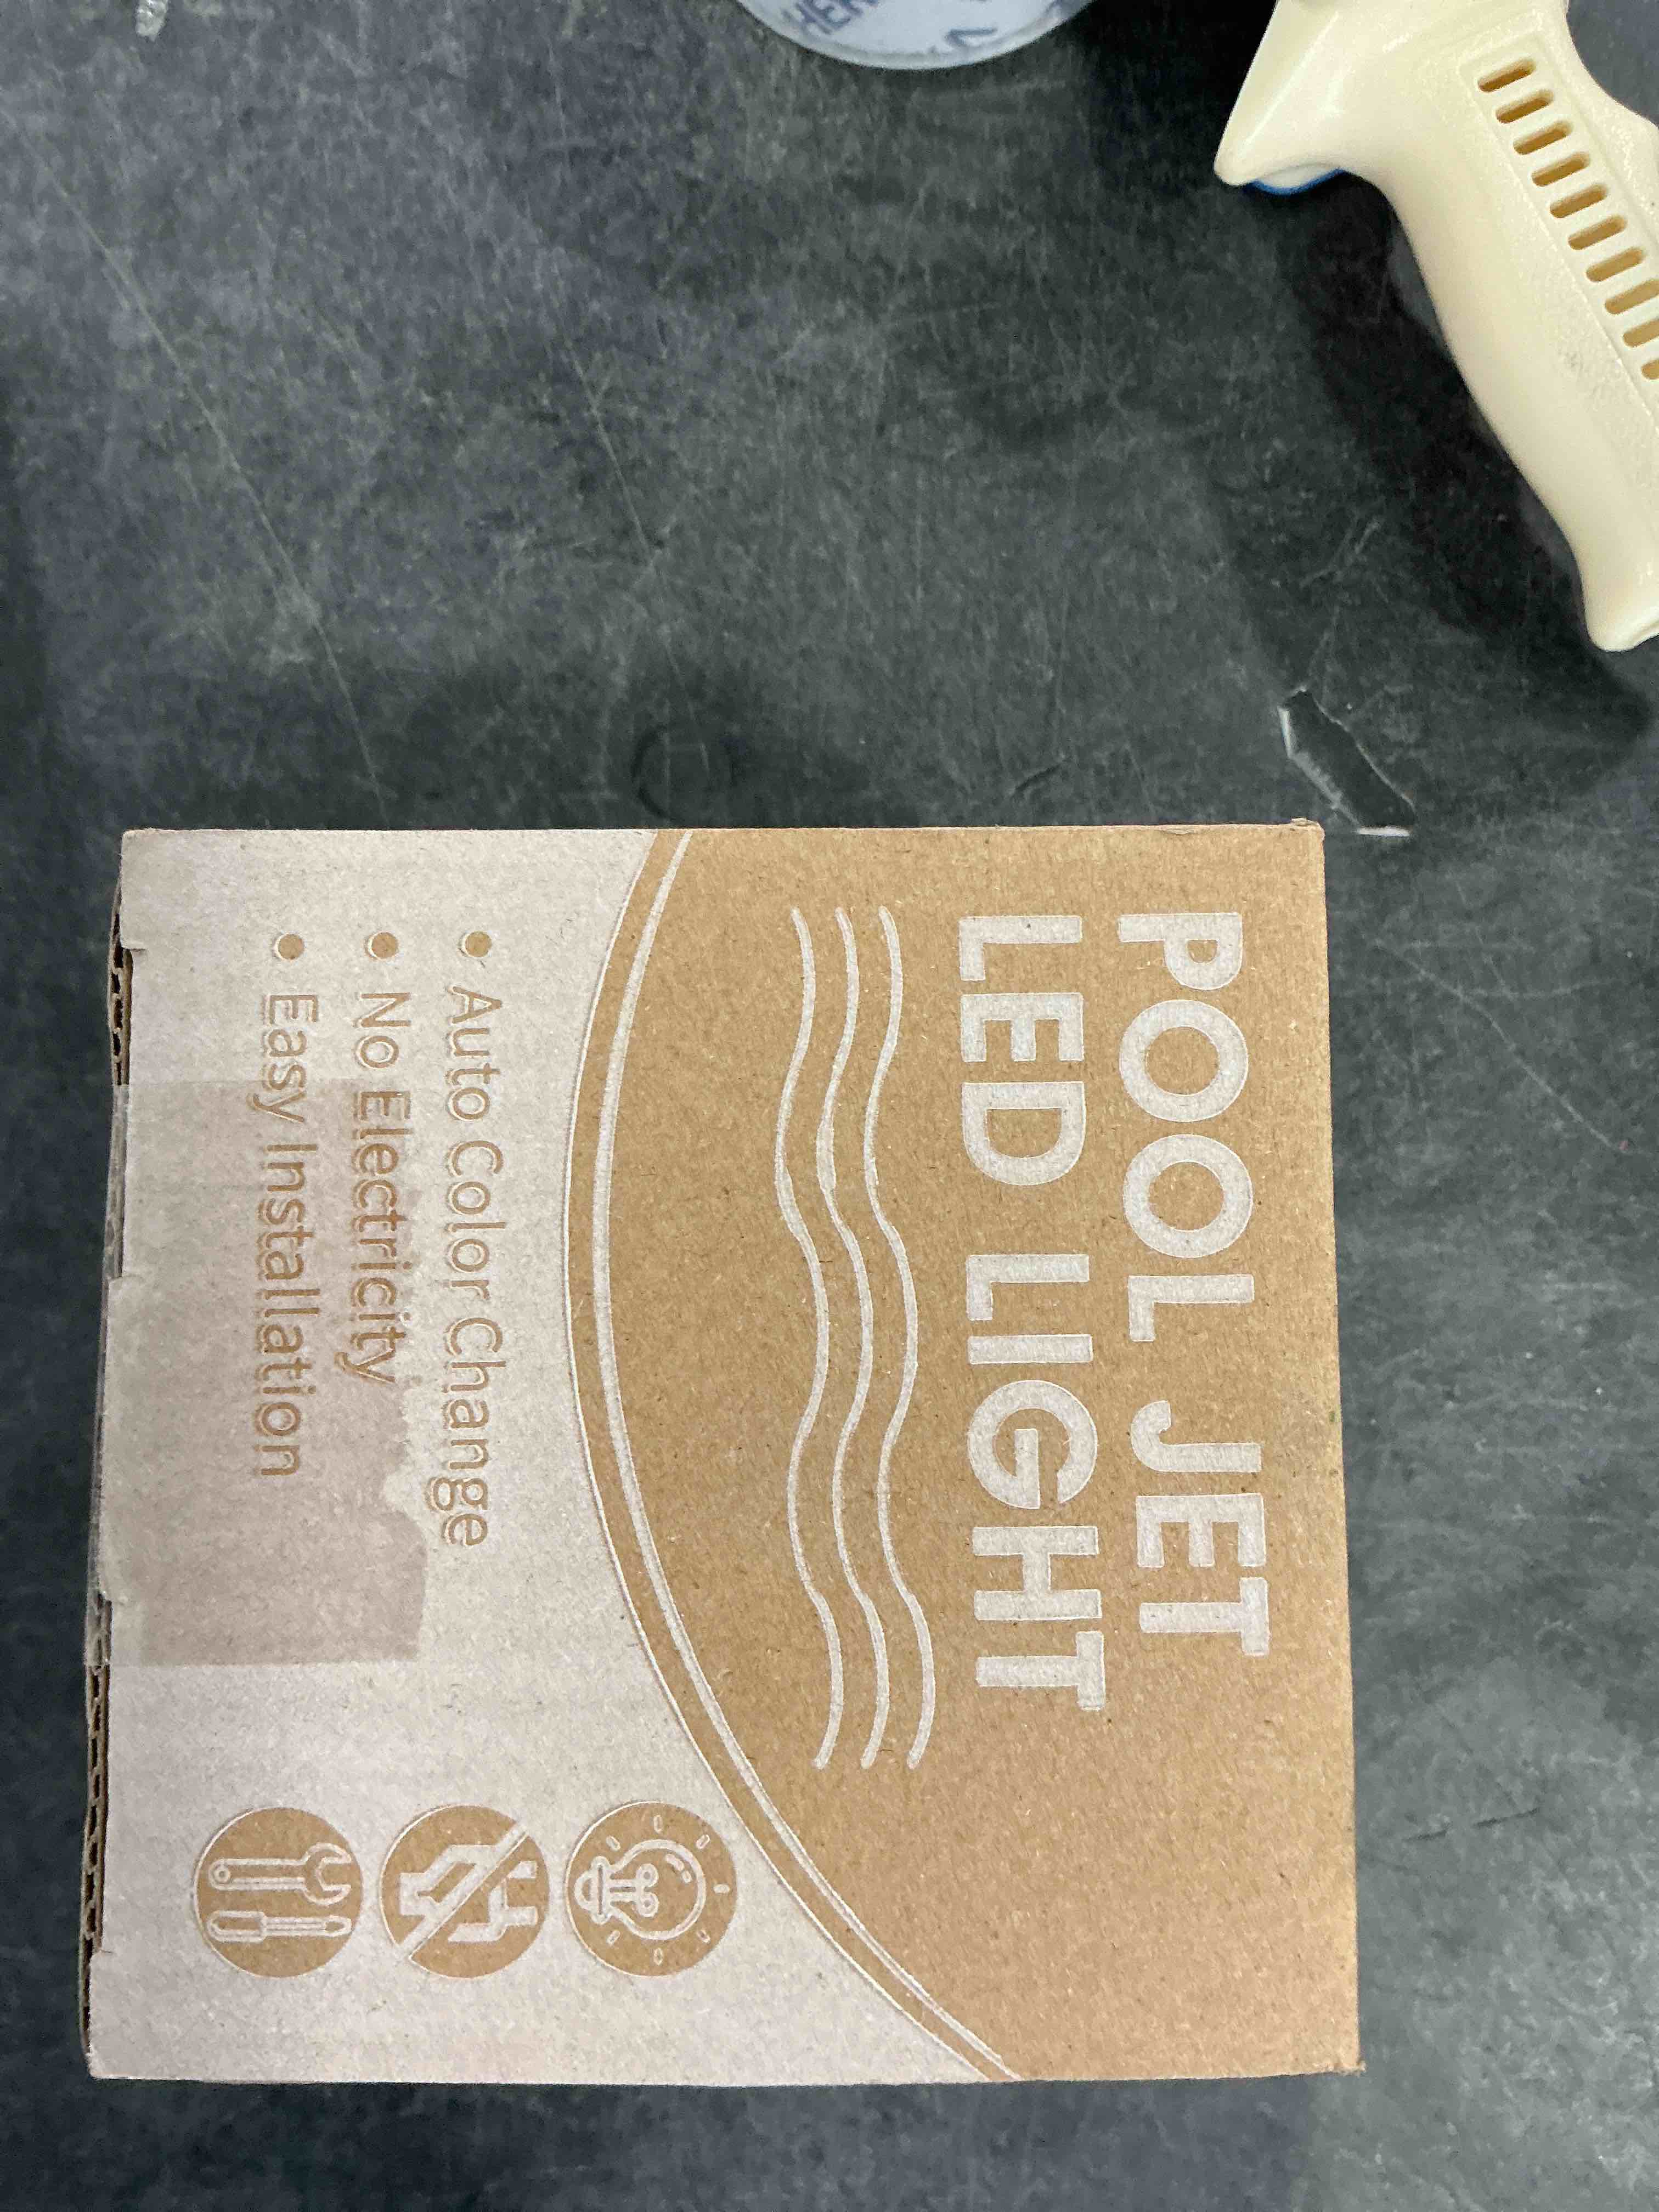 POOL JET
LED LIGHT
• Auto Color Change
• No Electricity
• Easy Installation